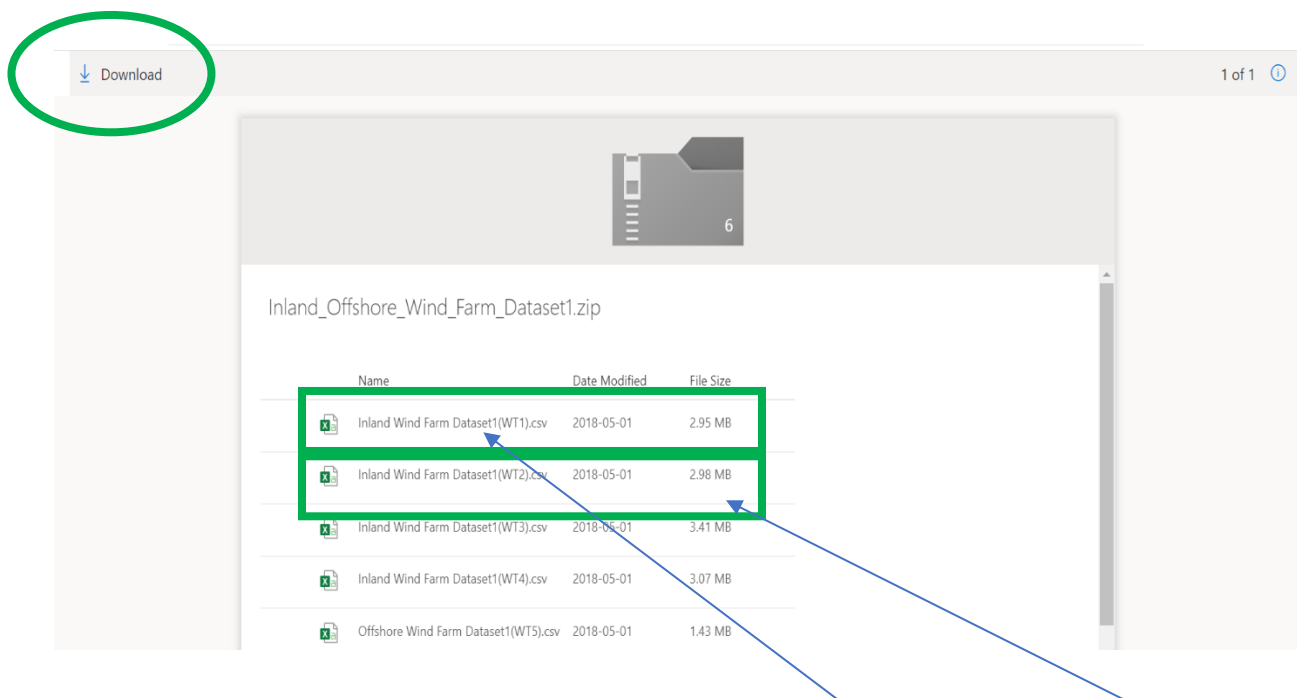 Download 1 of 1
6
Inland_Offshore_Wind_Farm_Dataset1.zip
Name Date Modified File Size
Inland Wind Farm Dataset1(WT1).csv 2018-05-01 2.95 MB
Inland Wind Farm Dataset1(WT2).csv 2018-05-01 2.98 MB
Inland Wind Farm Dataset1(WT3).csv 2018-05-01 3.41 MB
Inland Wind Farm Dataset1(WT4).csv 2018-05-01 3.07 MB
Offshore Wind Farm Dataset1(WT5).csv 2018-05-01 1.43 MB